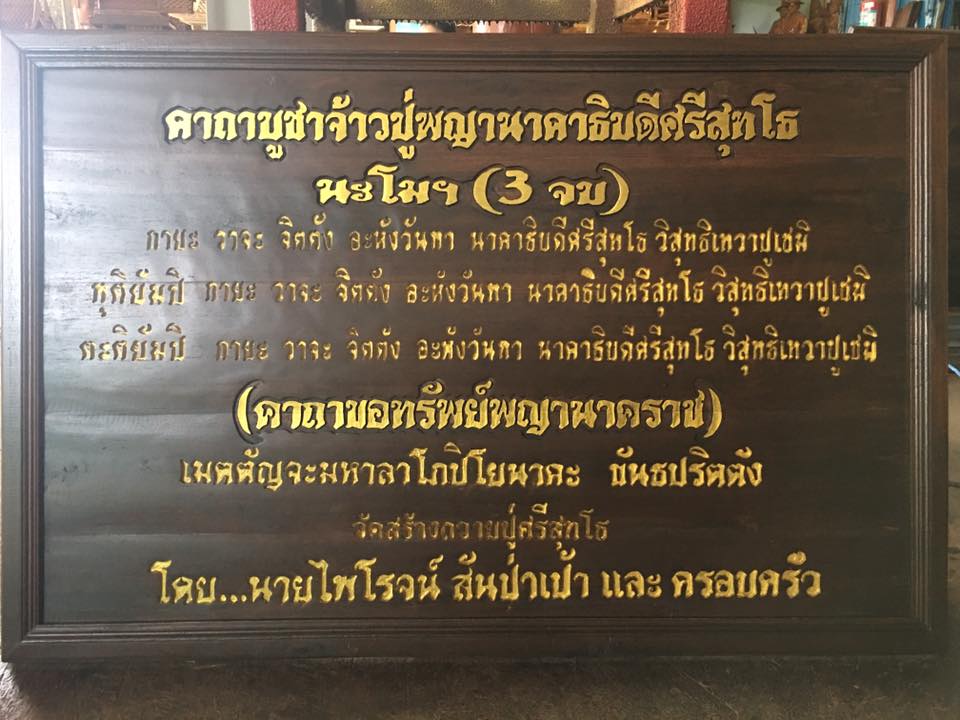 คาถาบูชาจ้าวปู่พญานาคาธิบดีศรีสุทโธ
นะโมฯ (3 จบ)
กายะ วาจะ จิตตัง อะหังวันทา นาคาธิบดีศรีสุทโธ วิสุทธิเทวาปูเชมิ
ทุติยัมปิ กายะ วาจะ จิตตัง อะหังวันทา นาคาธิบดีศรีสุทโธ วิสุทธิเทวาปูเชมิ
ตะติยัมปิ กายะ วาจะ จิตตัง อะหังวันทา นาคาธิบดีศรีสุทโธ วิสุทธิเทวาปูเชมิ
(คาถาขอทรัพย์พญานาคราช)
เมตตัญจะมหาลาโภปิโยนาคะ ขันธปริตตัง
จัดสร้างถวายปู่ศรีสุทโธ
โดย...นายไพโรจน์ สันป่าเป้า และ ครอบครัว